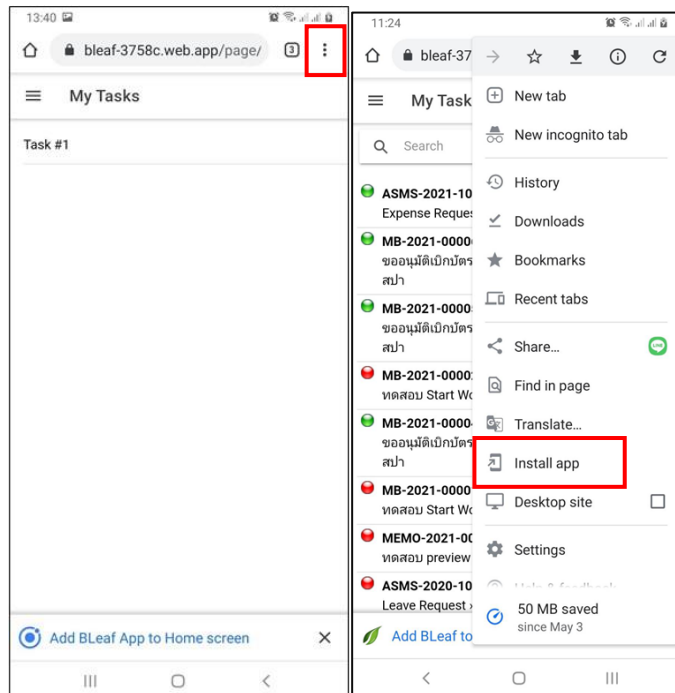 13:40
bleaf-3758c.web.app/page/
3
My Tasks
Task #1
Add BLeaf App to Home screen
11:24
bleaf-37
My Task
Search
ASMS-2021-10
Expense Reques
MB-2021-0000
ขออนุมัติเบิกบัตร
สปา
MB-2021-0000
ขออนุมัติเบิกบัตร
สปา
MB-2021-0000
ทดสอบ Start Wo
MB-2021-0000
ขออนุมัติเบิกบัตร
สปา
MB-2021-0000
ทดสอบ Start Wo
MEMO-2021-00
ทดสอบ preview
ASMS-2020-10
Leave Request
Add BLeaf to
New tab
New incognito tab
History
Downloads
Bookmarks
Recent tabs
Share...
LINE
Find in page
Translate...
Install app
Desktop site
Settings
Help & feedback
50 MB saved
since May 3